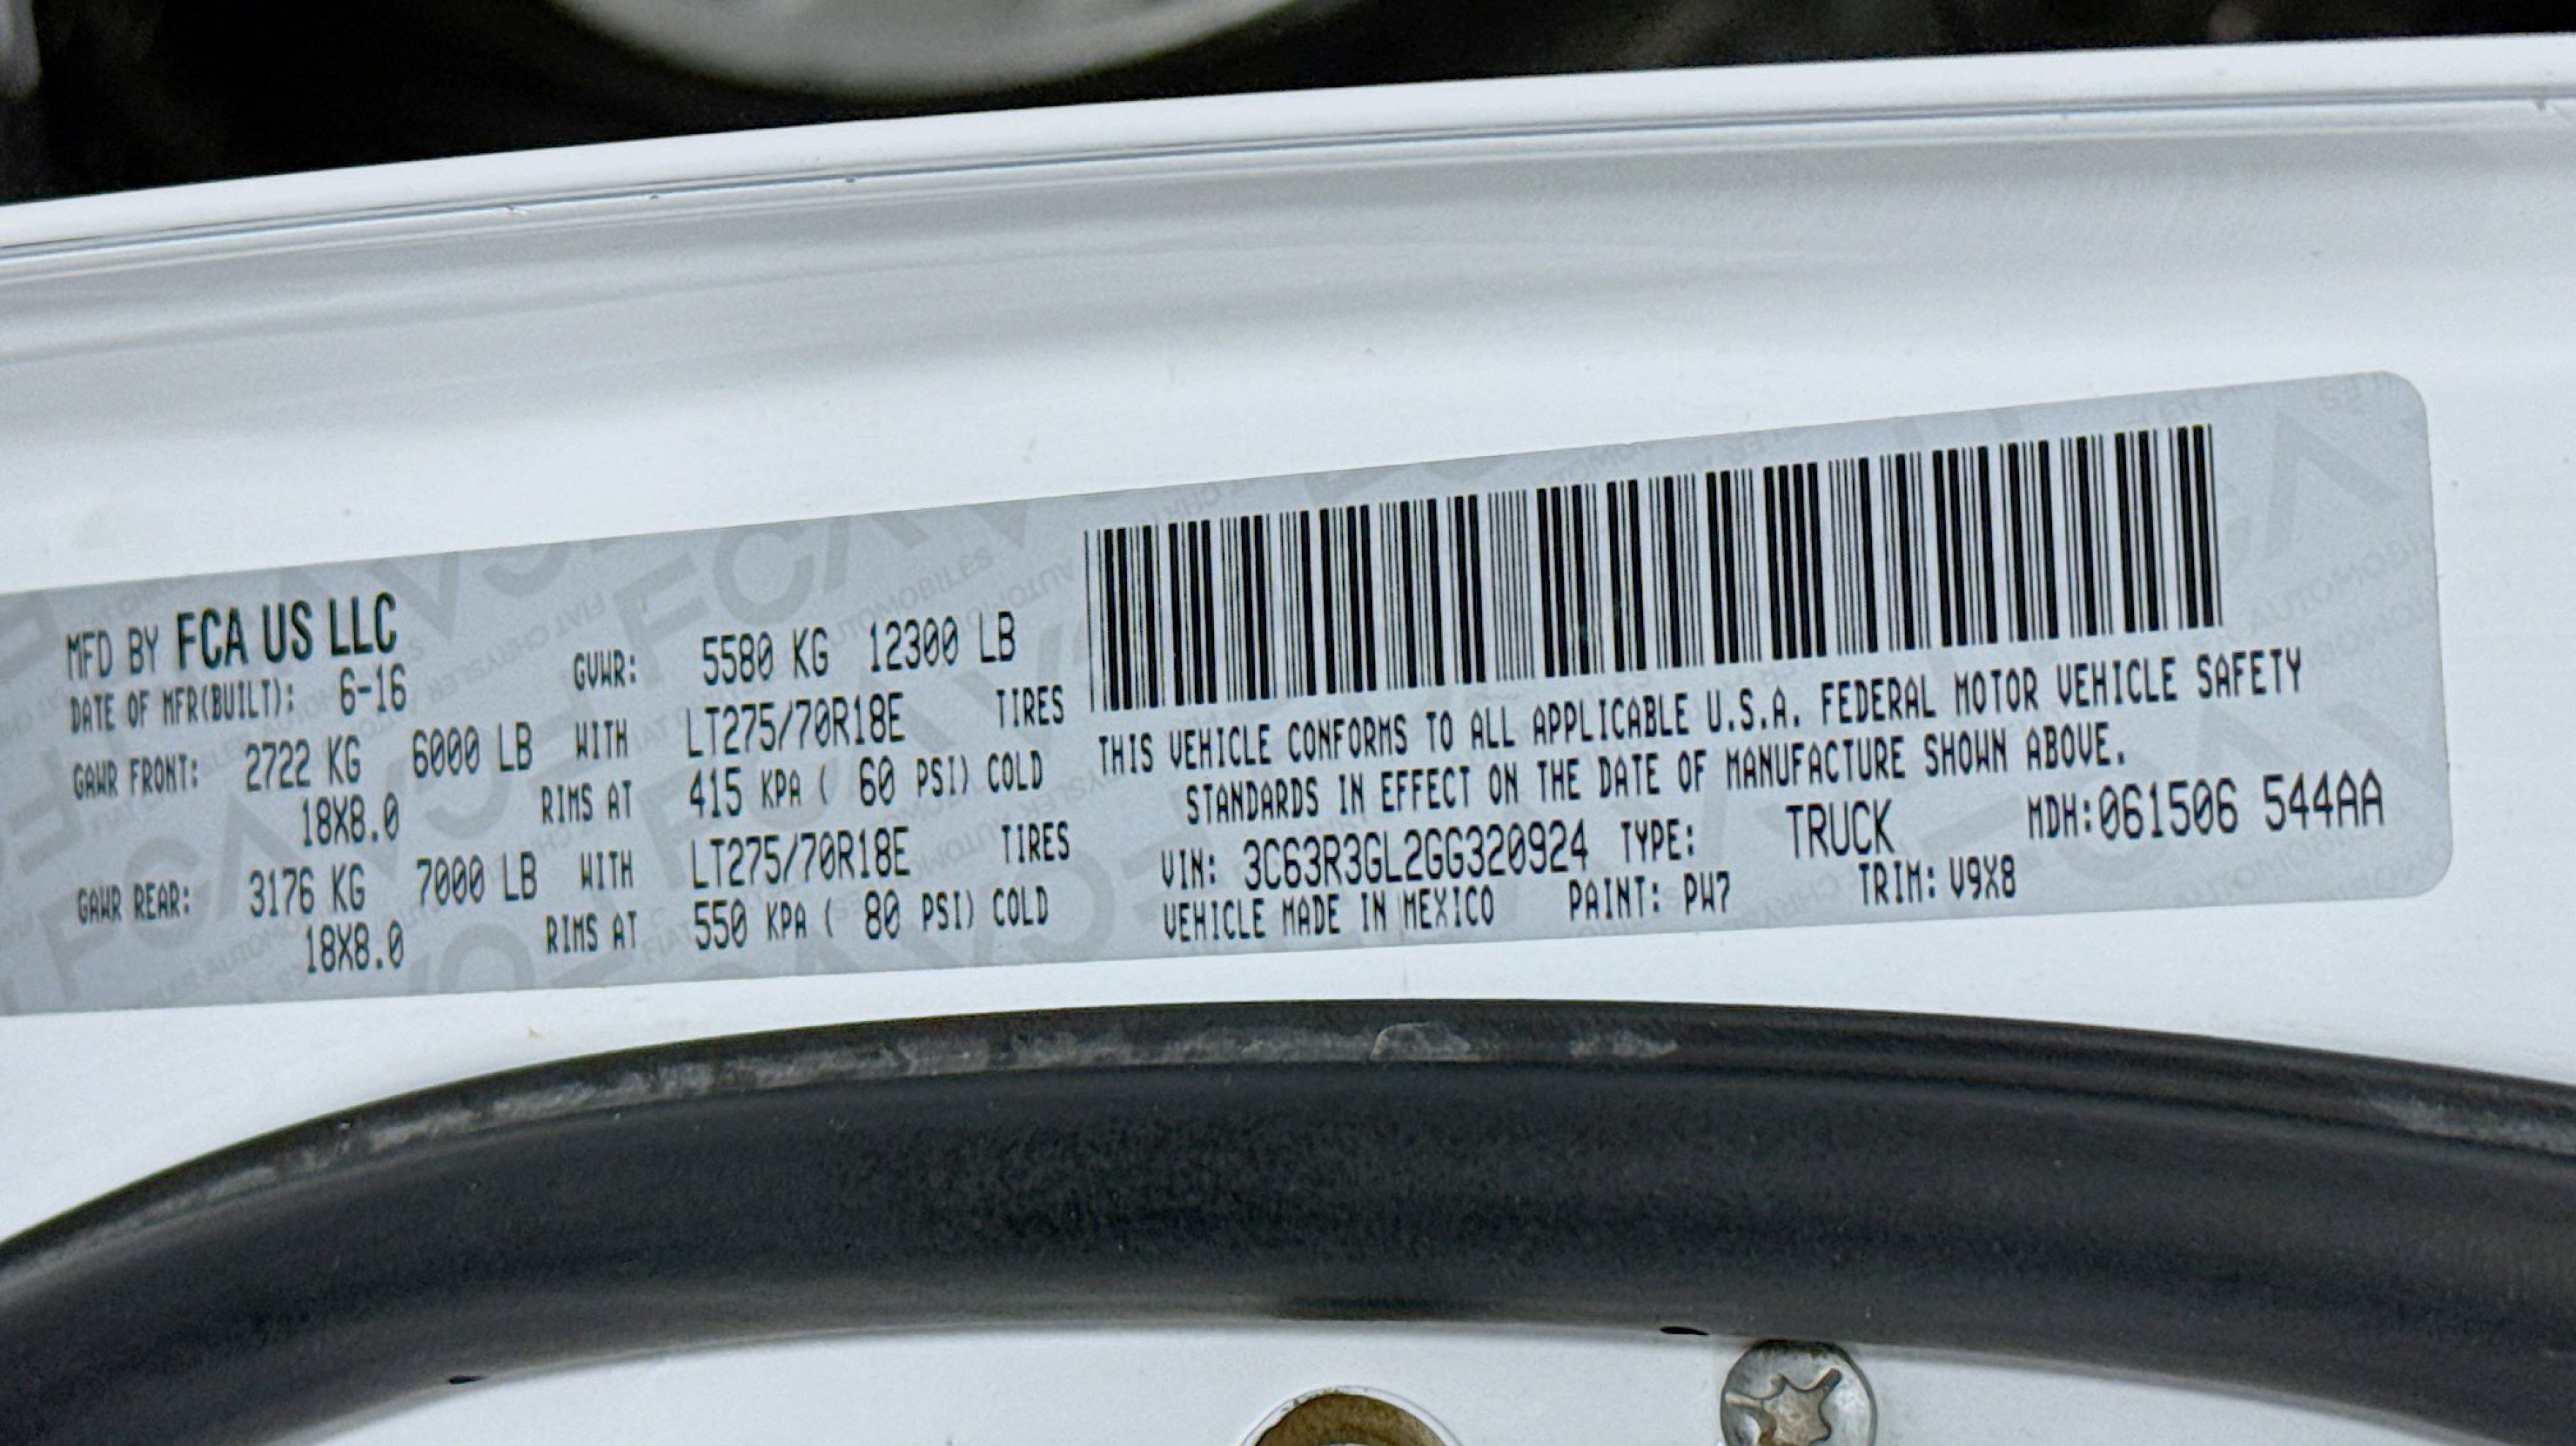 MFD BY FCA US LLC
DATE OF MFR(BUILT): 6-16
GVWR: 5580 KG 12300 LB
GAWR FRONT: 2722 KG 6000 LB WITH LT275/70R18E TIRES
18X8.0 RIMS AT 415 KPA ( 60 PSI) COLD
GAWR REAR: 3176 KG 7000 LB WITH LT275/70R18E TIRES
18X8.0 RIMS AT 550 KPA ( 80 PSI) COLD
THIS VEHICLE CONFORMS TO ALL APPLICABLE U.S.A. FEDERAL MOTOR VEHICLE SAFETY
STANDARDS IN EFFECT ON THE DATE OF MANUFACTURE SHOWN ABOVE.
VIN: 3C63R3GL2GG320924 TYPE: TRUCK MDH:061506 544AA
VEHICLE MADE IN MEXICO PAINT: PW7 TRIM: V9X8